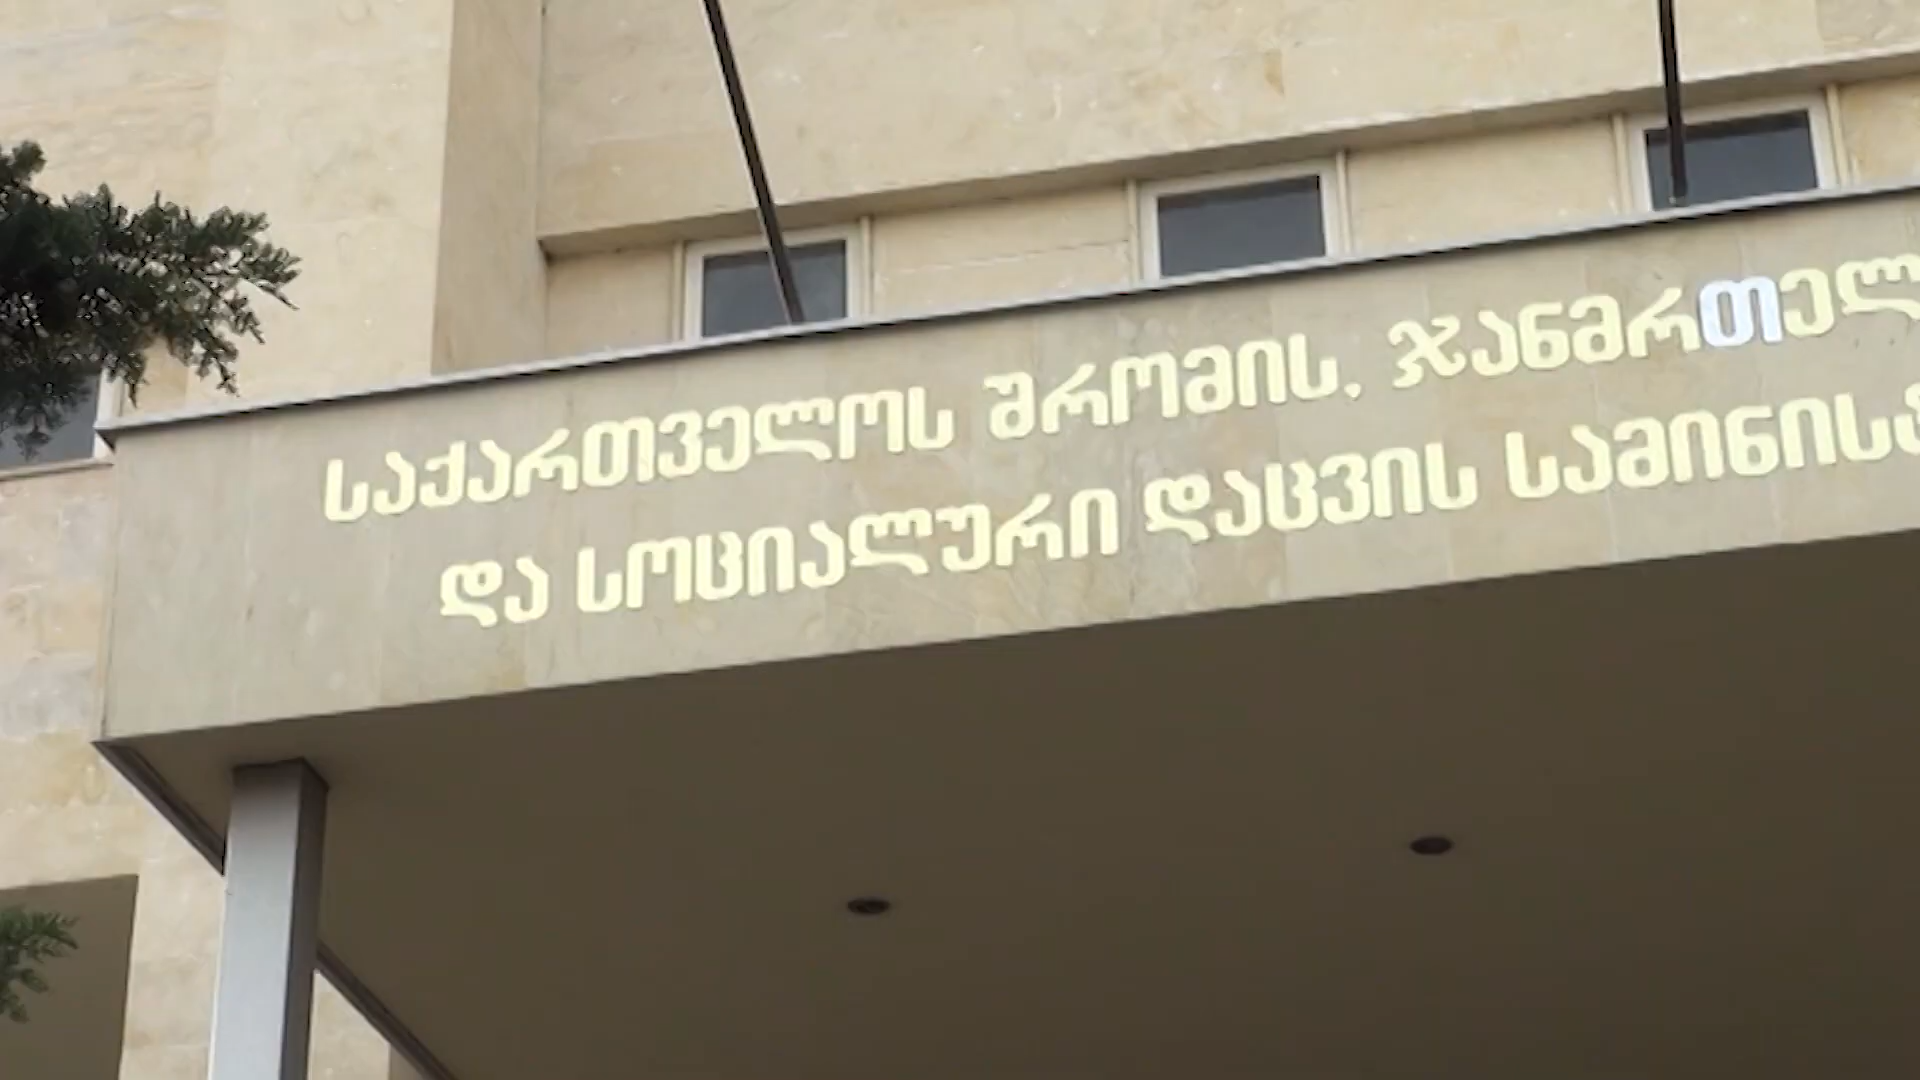 საქართველოს შრომის, ჯანმრთელ
და სოციალური დაცვის სამინის